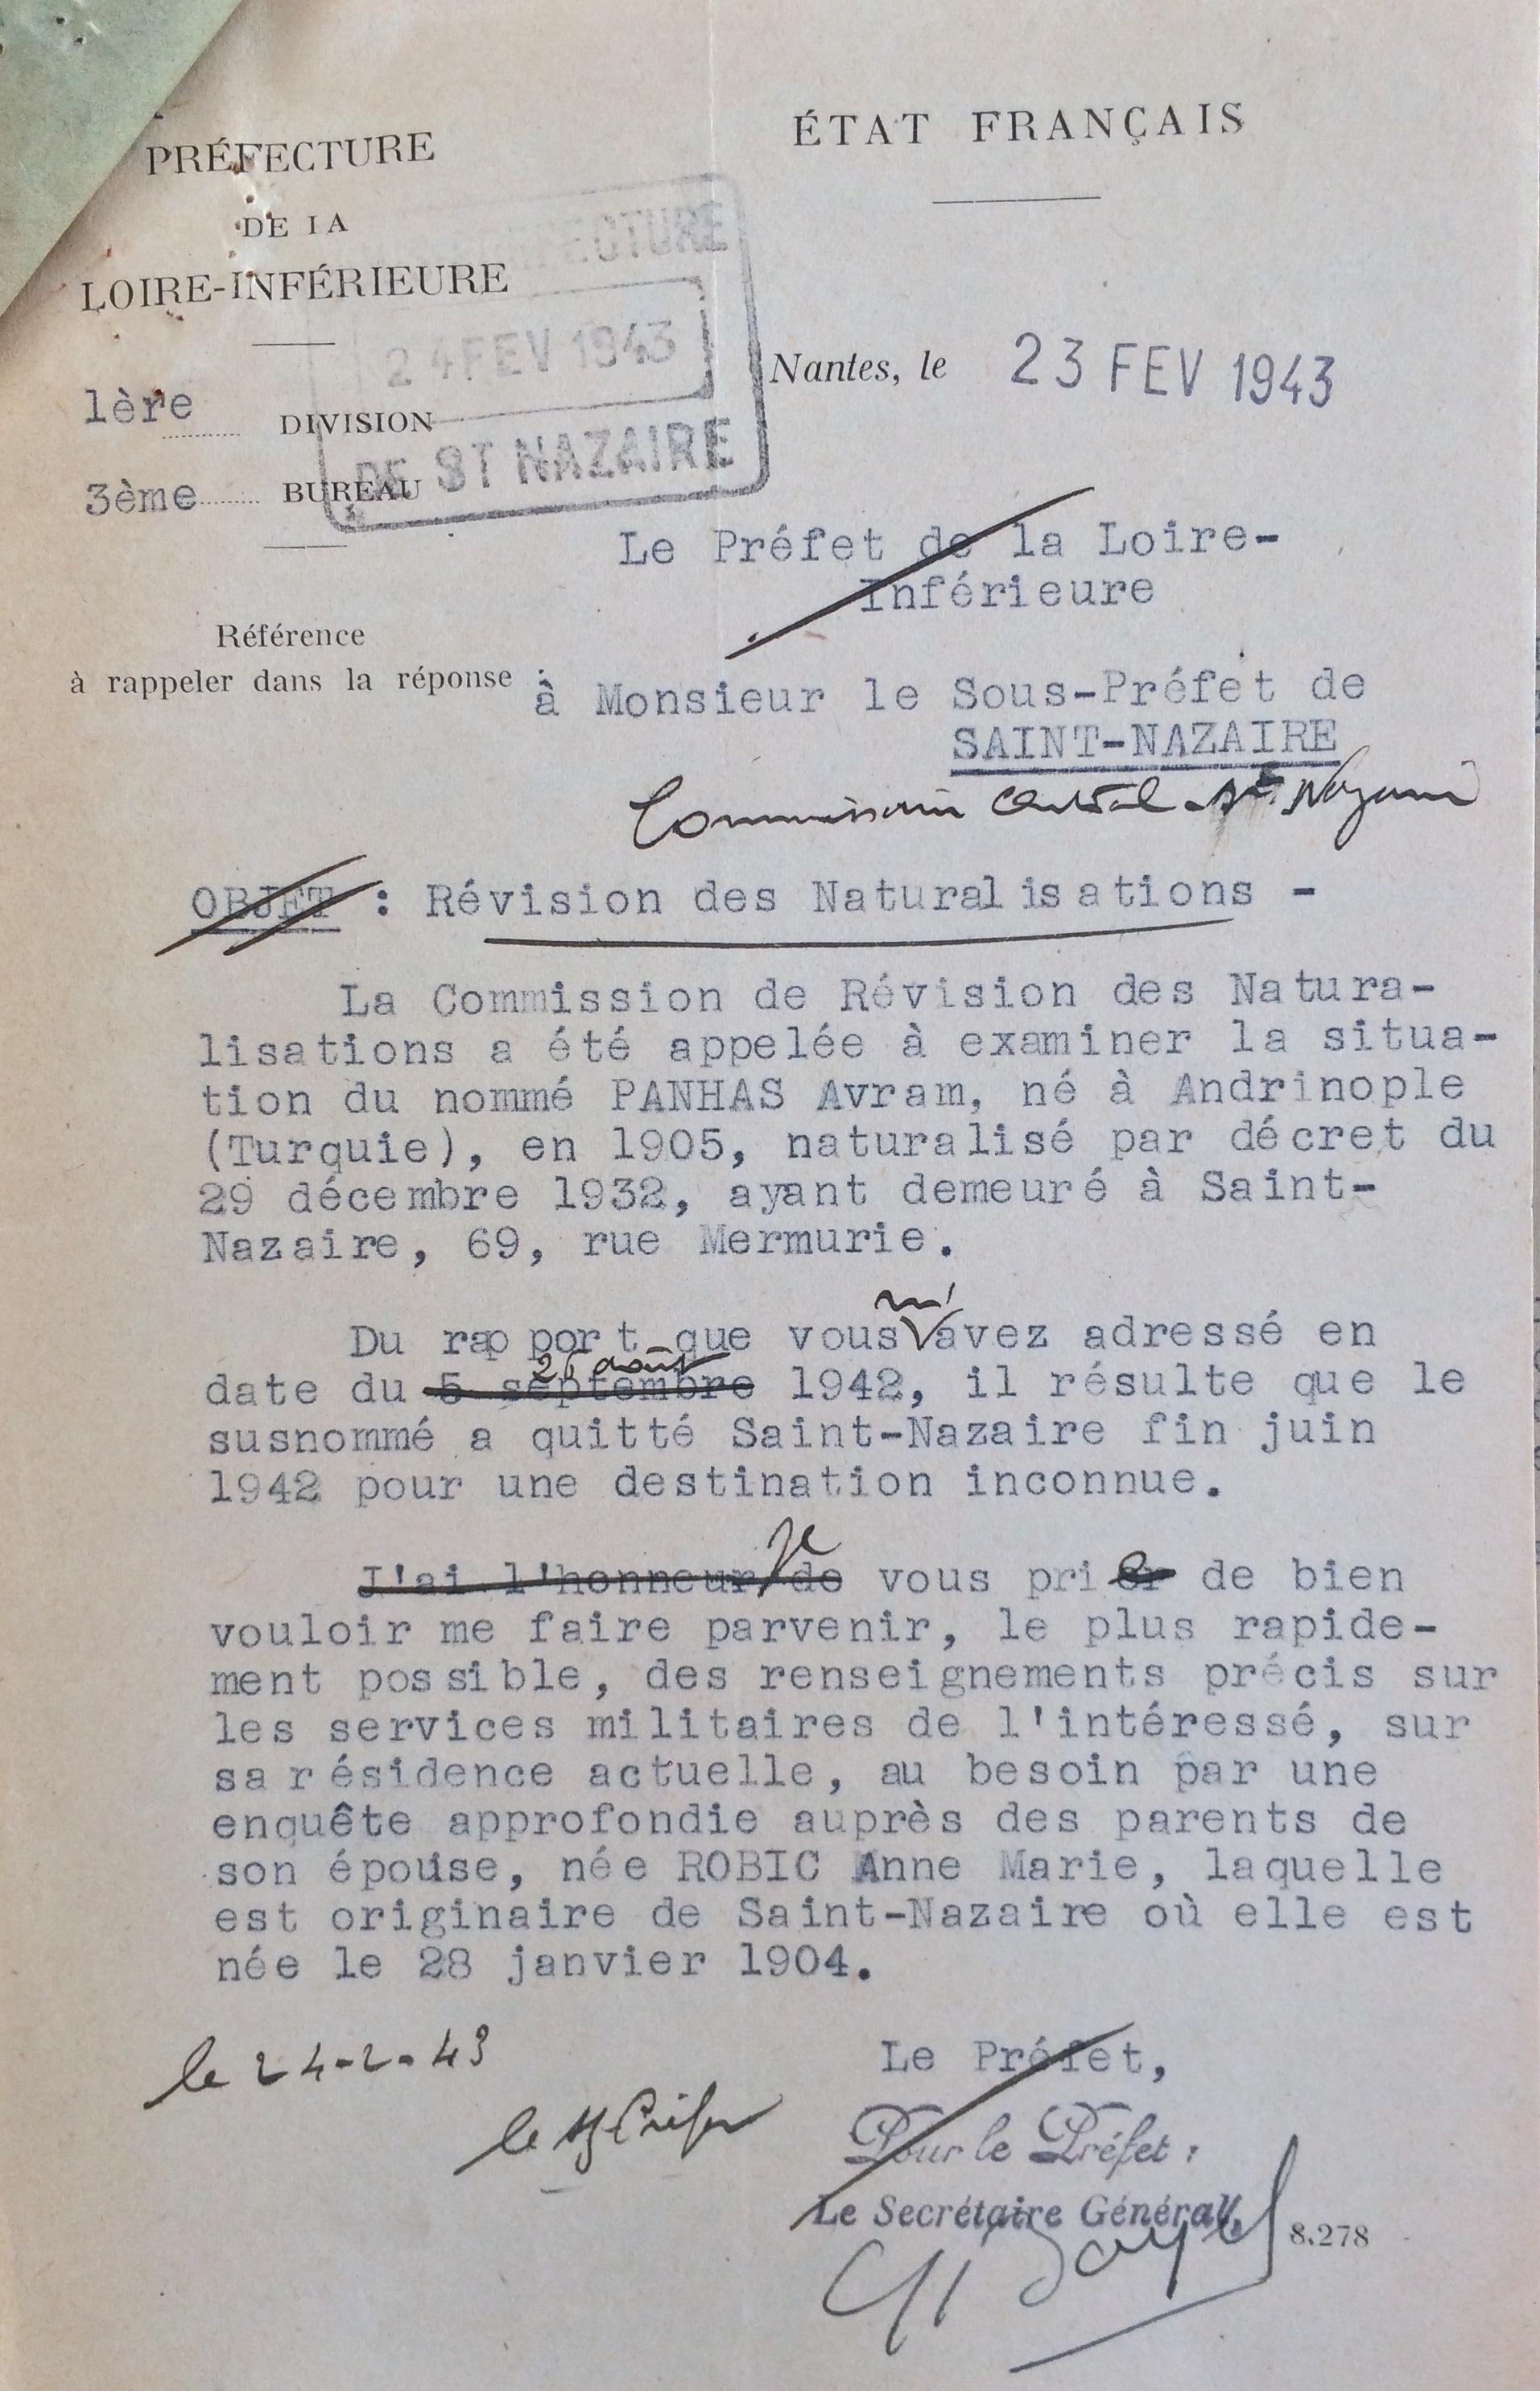 PRÉFECTURE
DE LA
LOIRE-INFÉRIEURE
ÉTAT FRANÇAIS
24 FEV 1943
DE ST NAZAIRE
1ère DIVISION
3ème BUREAU
Nantes, le 23 FEV 1943
Le Préfet de la Loire-
Inférieure
Référence
à rappeler dans la réponse :
à Monsieur le Sous-Préfet de
SAINT-NAZAIRE
Commissaire Central St Nazaire
OBJET : Révision des Naturalisations -
La Commission de Révision des Natura-
lisations a été appelée à examiner la situa-
tion du nommé PANHAS Avram, né à Andrinople
(Turquie), en 1905, naturalisé par décret du
29 décembre 1932, ayant demeuré à Saint-
Nazaire, 69, rue Mermurie.
m'
Du rapport que vous avez adressé en
août
date du 5 septembre 1942, il résulte que le
susnommé a quitté Saint-Nazaire fin juin
1942 pour une destination inconnue.
je
J'ai l'honneur de vous prier de bien
vouloir me faire parvenir, le plus rapide-
ment possible, des renseignements précis sur
les services militaires de l'intéressé, sur
sa résidence actuelle, au besoin par une
enquête approfondie auprès des parents de
son épouse, née ROBIC Anne Marie, laquelle
est originaire de Saint-Nazaire où elle est
née le 28 janvier 1904.
le 24-2-43
le S/Préfet
Le Préfet,
Pour le Préfet :
Le Secrétaire Général,
8.278